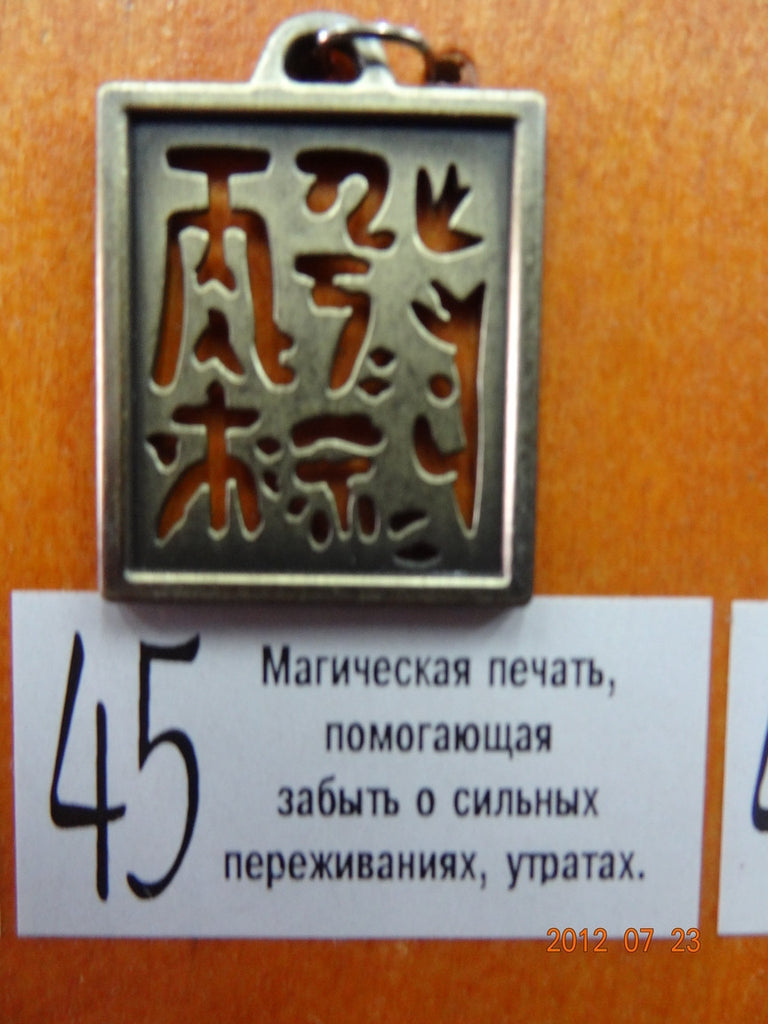 45
Магическая печать,
помогающая
забыть о сильных
переживаниях, утратах.
2012 07 23